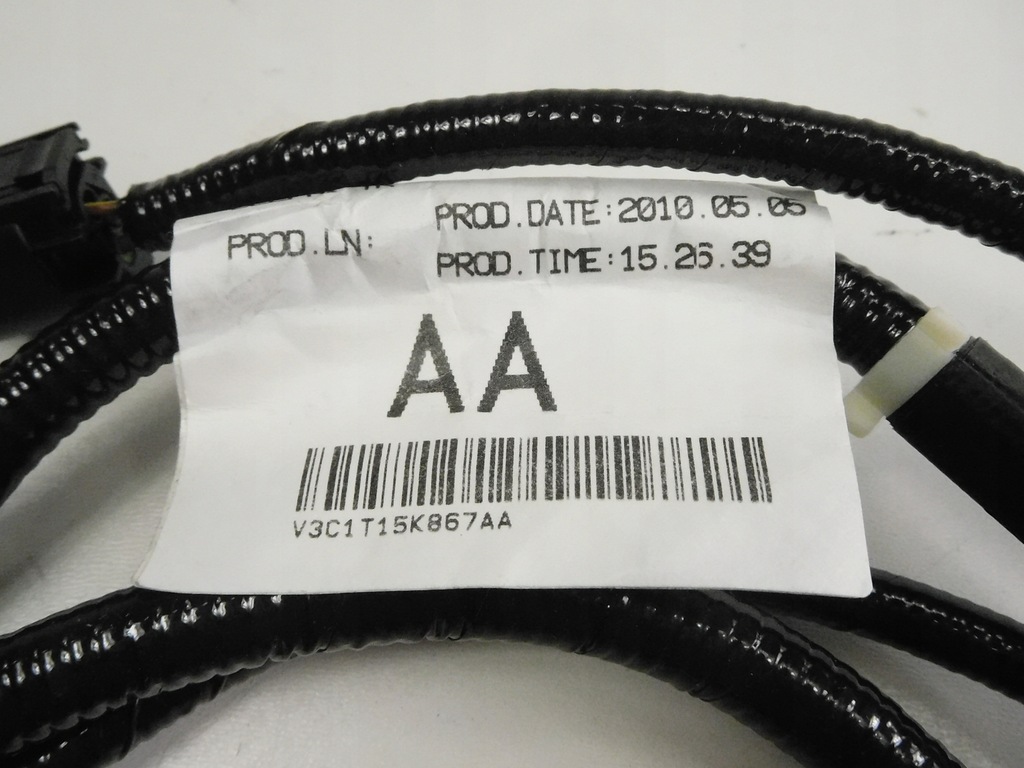 PROD.DATE:2010.05.05
PROD.LN:
PROD.TIME:15.26.39
AA
V3C1T15K867AA